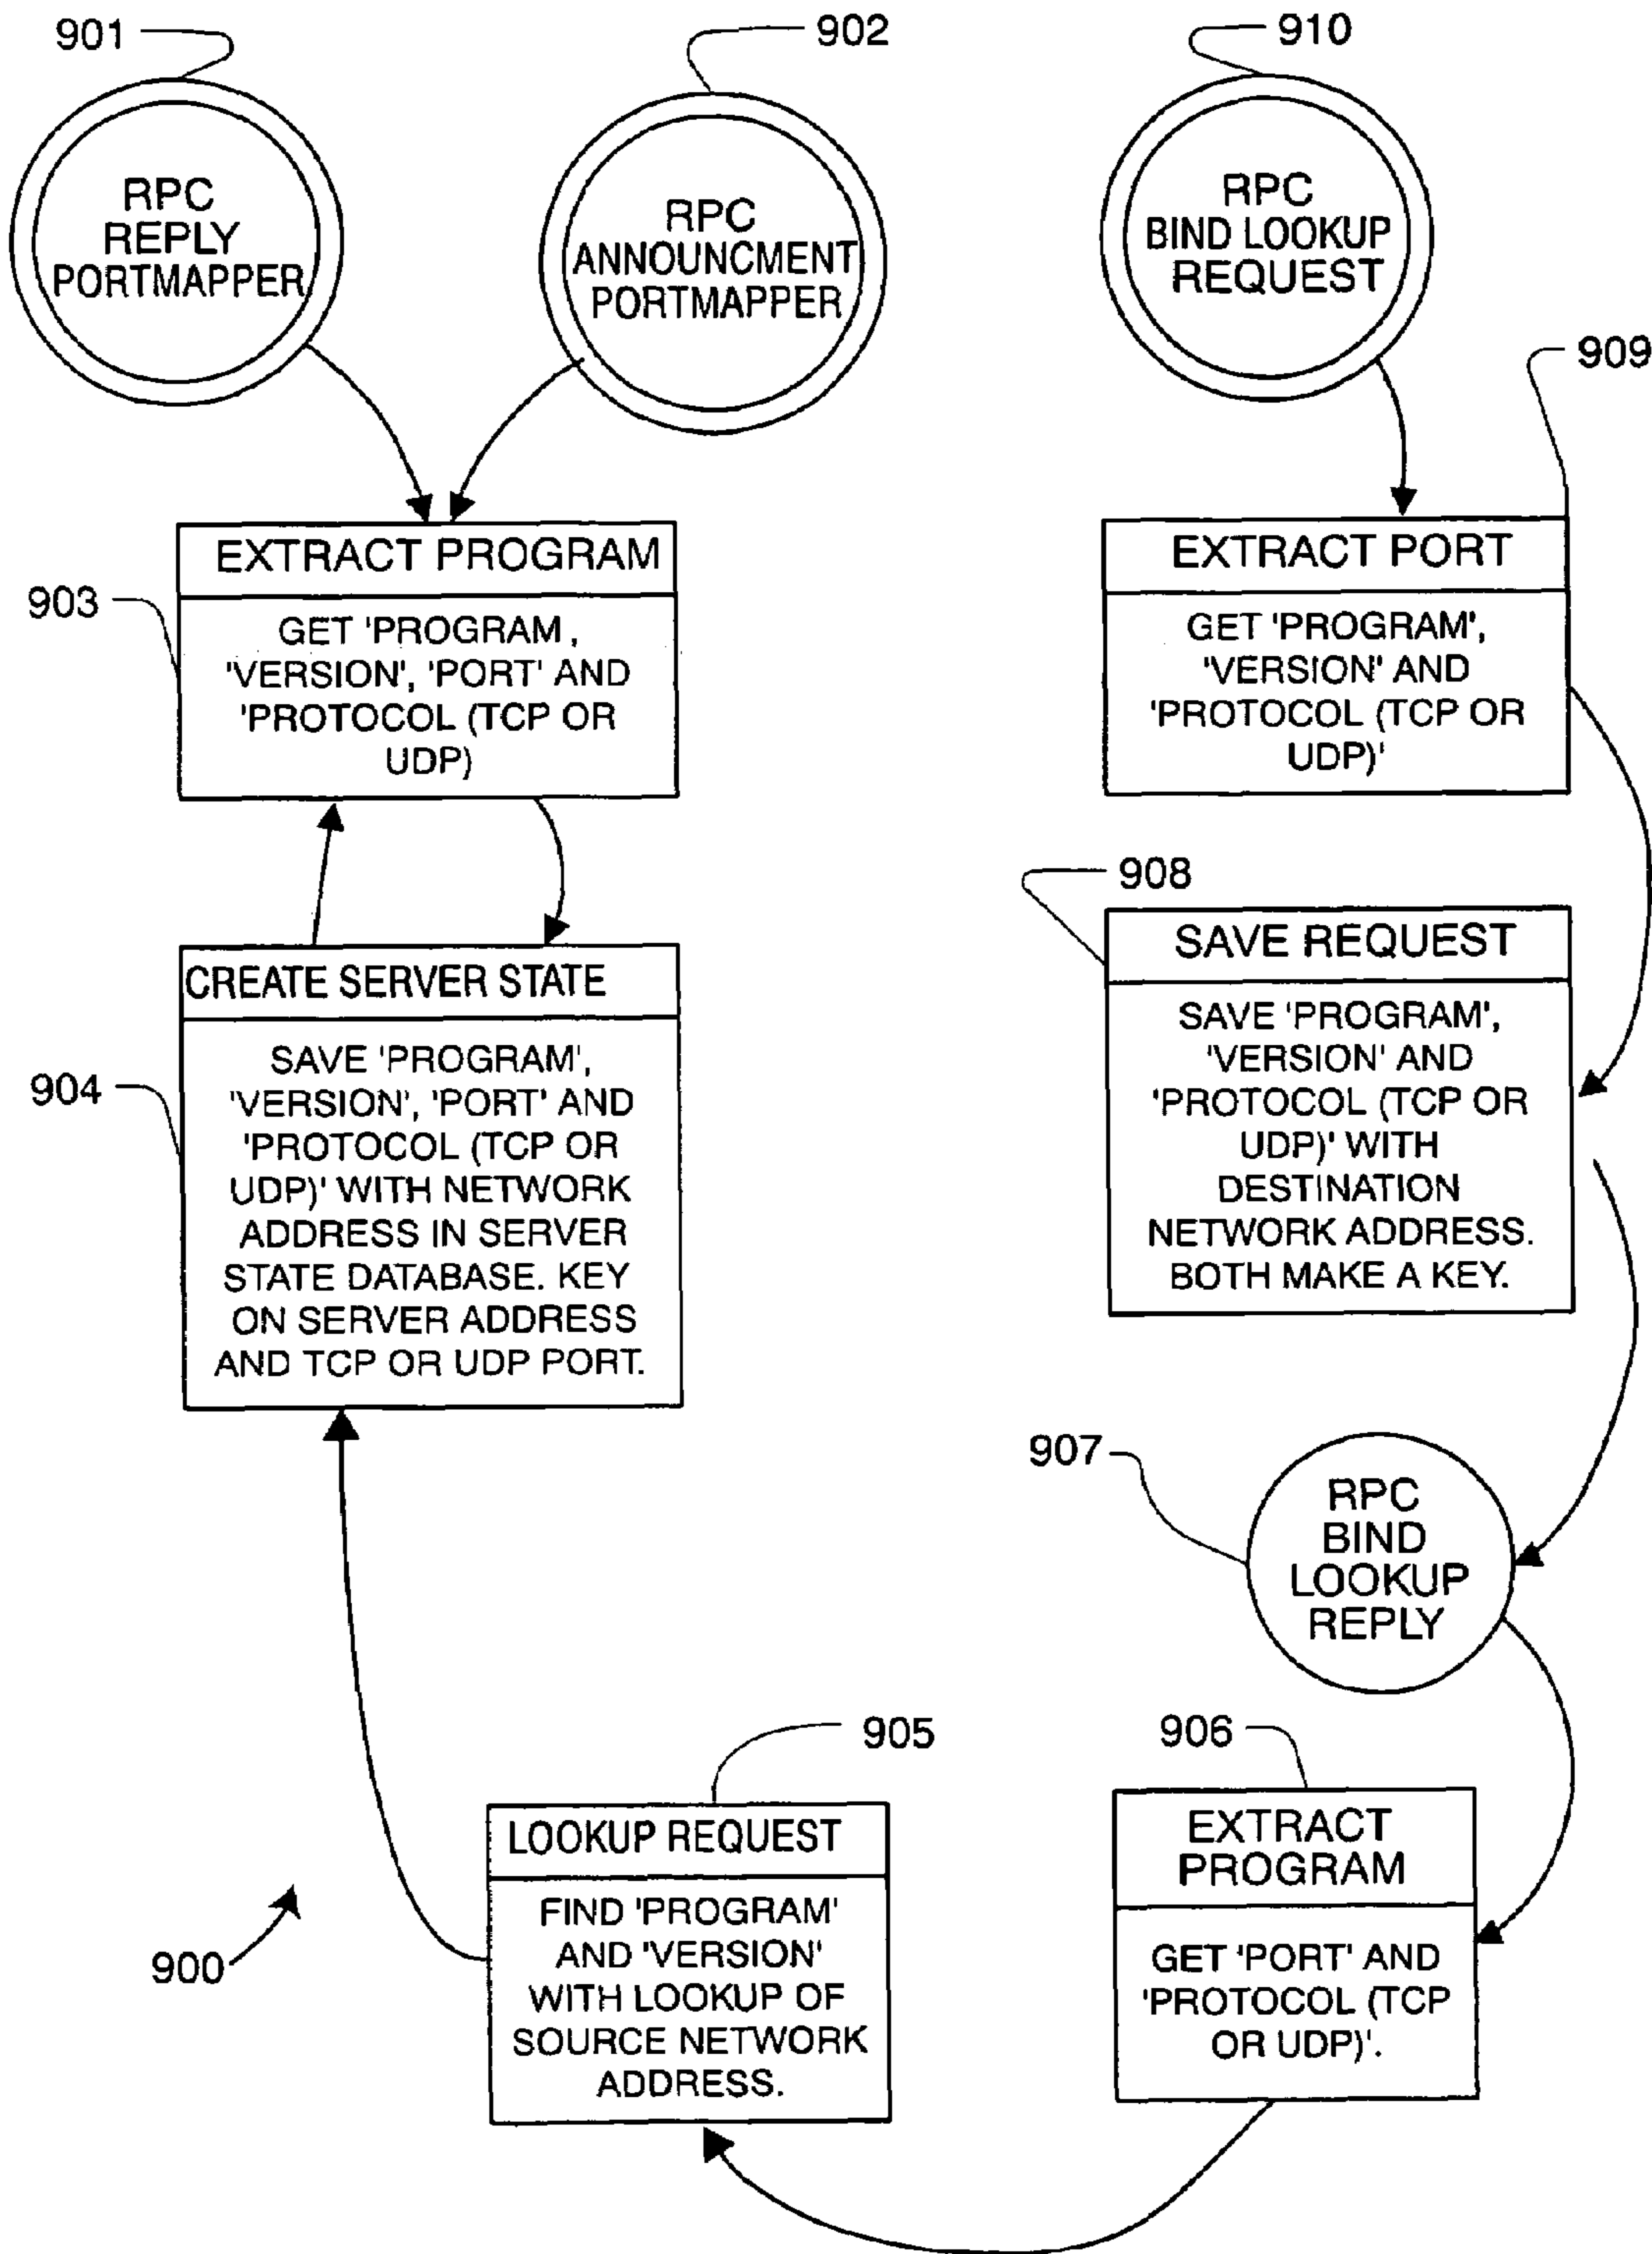 901
902
910
RPC
REPLY
PORTMAPPER
RPC
ANNOUNCMENT
PORTMAPPER
RPC
BIND LOOKUP
REQUEST
909
EXTRACT PROGRAM
903
GET 'PROGRAM ,
'VERSION', 'PORT' AND
'PROTOCOL (TCP OR
UDP)
EXTRACT PORT
GET 'PROGRAM',
'VERSION' AND
'PROTOCOL (TCP OR
UDP)'
908
CREATE SERVER STATE
904
SAVE 'PROGRAM',
'VERSION', 'PORT' AND
'PROTOCOL (TCP OR
UDP)' WITH NETWORK
ADDRESS IN SERVER
STATE DATABASE. KEY
ON SERVER ADDRESS
AND TCP OR UDP PORT.
SAVE REQUEST
SAVE 'PROGRAM',
'VERSION' AND
'PROTOCOL (TCP OR
UDP)' WITH
DESTINATION
NETWORK ADDRESS.
BOTH MAKE A KEY.
907
RPC
BIND
LOOKUP
REPLY
905
906
LOOKUP REQUEST
FIND 'PROGRAM'
AND 'VERSION'
WITH LOOKUP OF
SOURCE NETWORK
ADDRESS.
EXTRACT
PROGRAM
GET 'PORT' AND
'PROTOCOL (TCP
OR UDP)'.
900